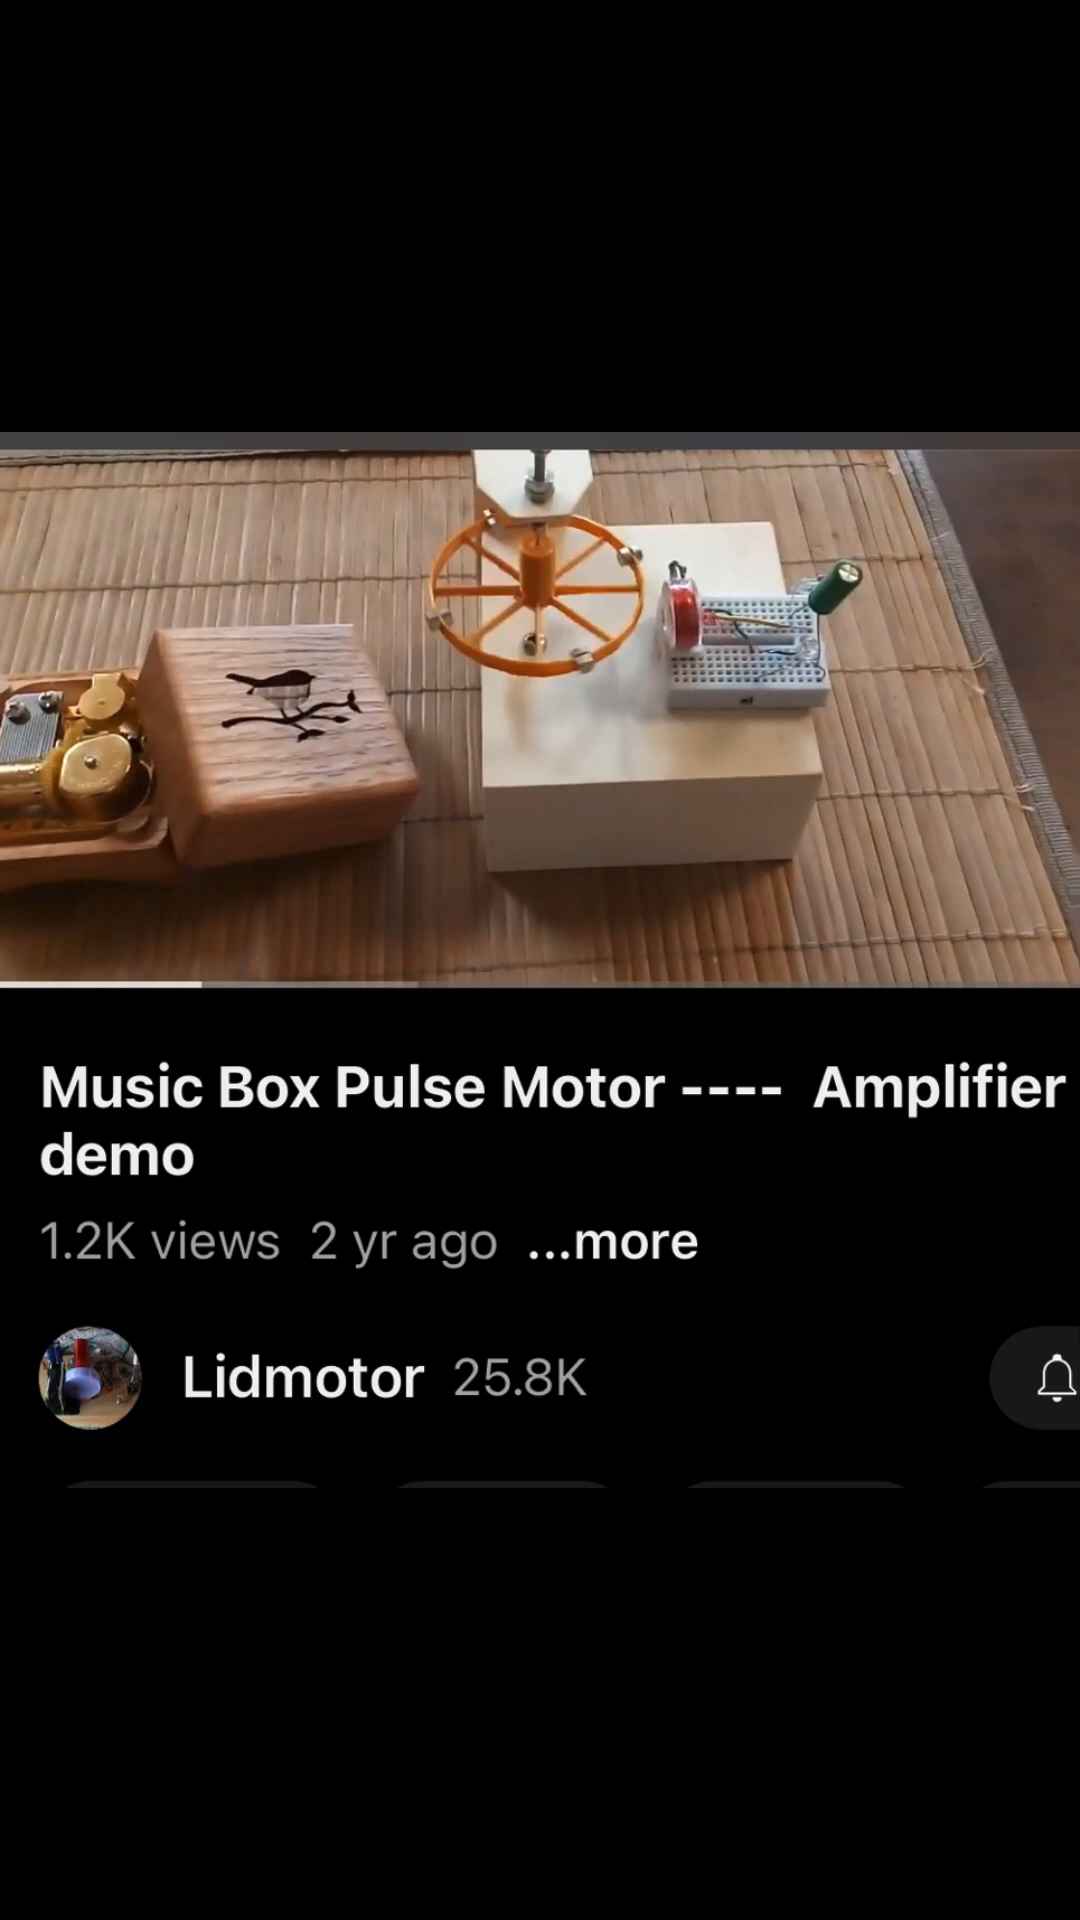 Music Box Pulse Motor ---- Amplifier
demo
1.2K views 2 yr ago ...more
Lidmotor 25.8K